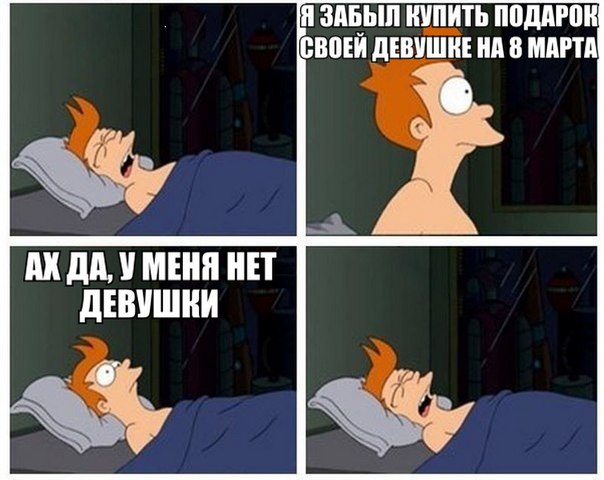 Я ЗАБЫЛ КУПИТЬ ПОДАРОК
СВОЕЙ ДЕВУШКЕ НА 8 МАРТА
АХ ДА, У МЕНЯ НЕТ
ДЕВУШКИ